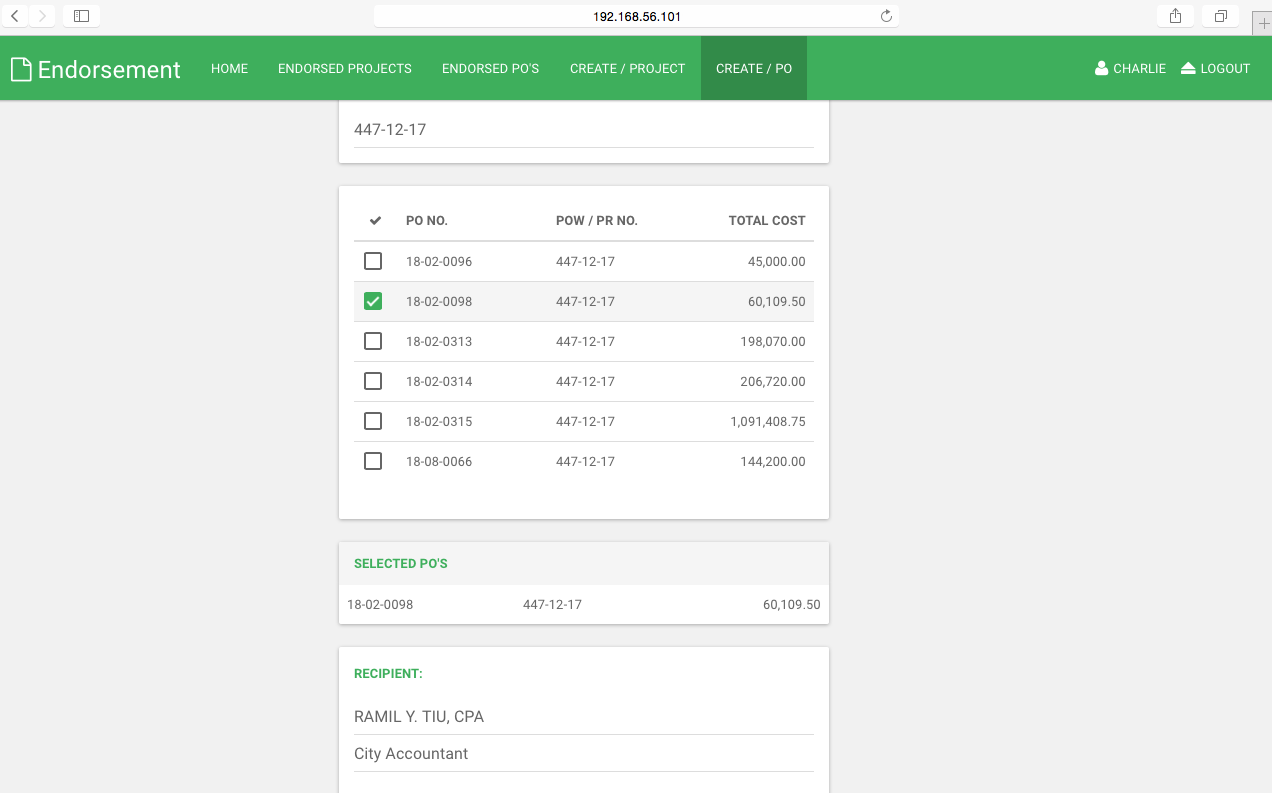 192.168.56.101
Endorsement HOME ENDORSED PROJECTS ENDORSED PO'S CREATE / PROJECT CREATE / PO CHARLIE LOGOUT
447-12-17
PO NO. POW / PR NO. TOTAL COST
18-02-0096 447-12-17 45,000.00
18-02-0098 447-12-17 60,109.50
18-02-0313 447-12-17 198,070.00
18-02-0314 447-12-17 206,720.00
18-02-0315 447-12-17 1,091,408.75
18-08-0066 447-12-17 144,200.00
SELECTED PO'S
18-02-0098 447-12-17 60,109.50
RECIPIENT:
RAMIL Y. TIU, CPA
City Accountant